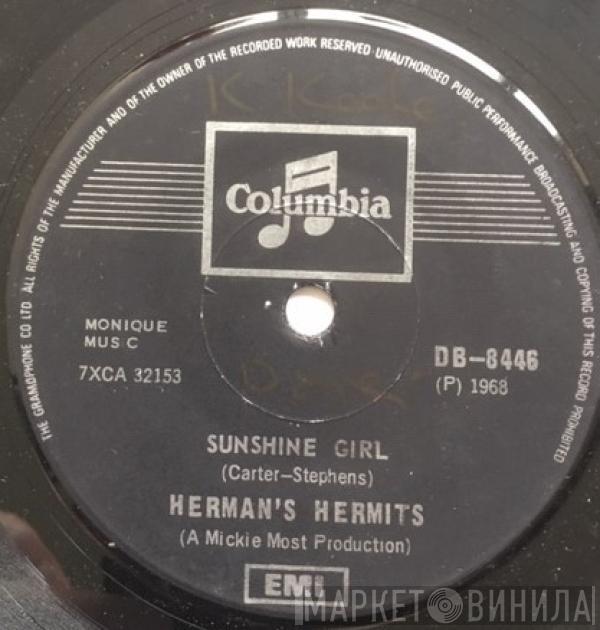 THE GRAMOPHONE CO LTD ALL RIGHTS OF THE MANUFACTURER AND OF THE OWNER OF THE RECORDED WORK RESERVED · UNAUTHORISED PUBLIC PERFORMANCE BROADCASTING AND COPYING OF THIS RECORD PROHIBITED
Columbia
MONIQUE
MUS C
7XCA 32153
DB–8446
(P) 1968
SUNSHINE GIRL
(Carter–Stephens)
HERMAN'S HERMITS
(A Mickie Most Production)
EMI
МАРКЕТ ВИНИЛА